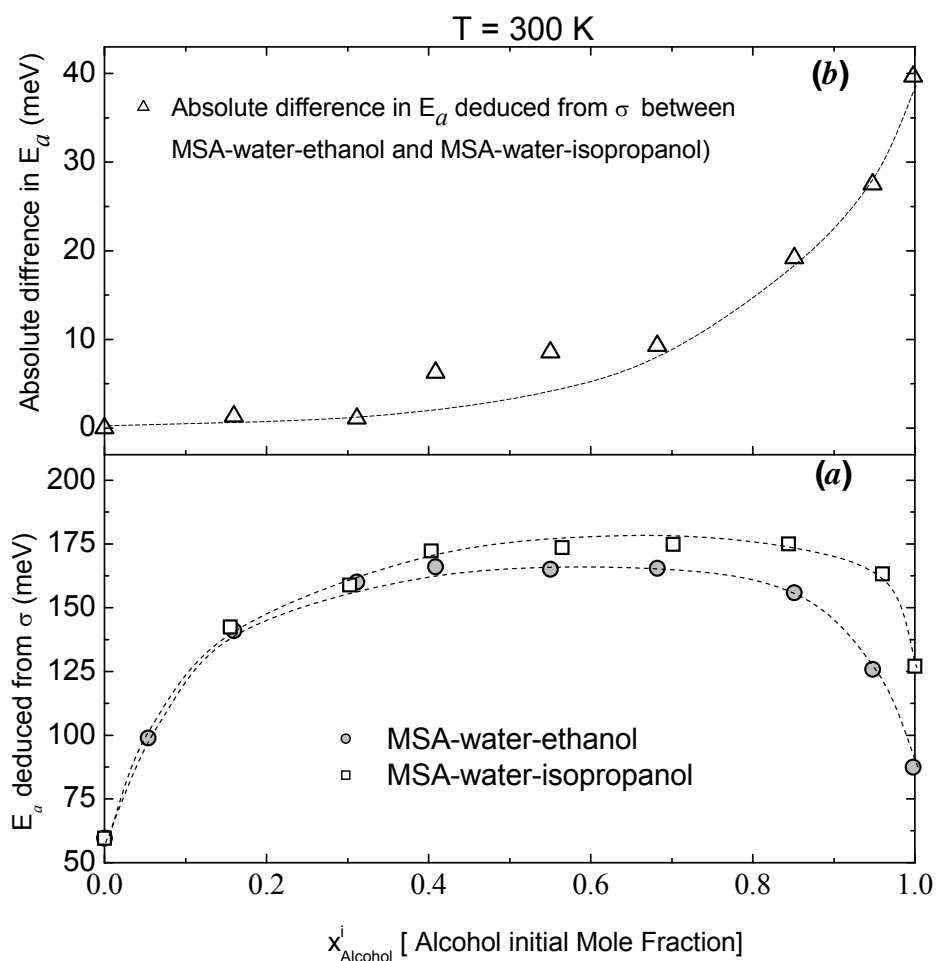 T = 300 K
(b)
Absolute difference in E_a deduced from σ between
MSA-water-ethanol and MSA-water-isopropanol)
Absolute diffrence in E_a (meV)
40
30
20
10
0
(a)
E_a deduced from σ (meV)
200
175
150
125
100
75
50
MSA-water-ethanol
MSA-water-isopropanol
0.0 0.2 0.4 0.6 0.8 1.0
x^i_Alcohol [ Alcohol initial Mole Fraction]